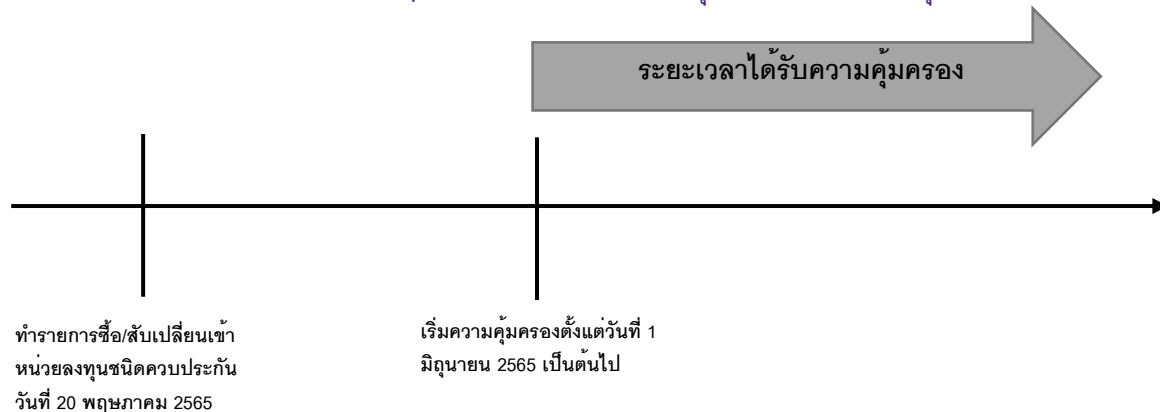 ระยะเวลาได้รับความคุ้มครอง
ทำรายการซื้อ/สับเปลี่ยนเข้า
หน่วยลงทุนชนิดควบประกัน
วันที่ 20 พฤษภาคม 2565
เริ่มความคุ้มครองตั้งแต่วันที่ 1
มิถุนายน 2565 เป็นต้นไป